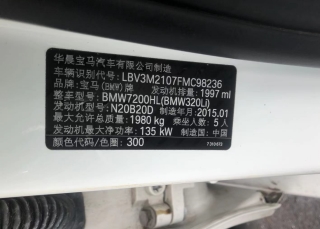 华晨宝马汽车有限公司制造
车辆识别代号: LBV3M2107FMC98236
品牌: 宝马(BMW)牌 发动机排量: 1997 ml
型号: BMW7200HL(BMW320Li)
发动机型号: N20B20D 制造年月: 2015.01
最大允许总质量: 1980 kg 乘坐人数: 5 人
发动机最大净功率: 135 kW 制造国: 中国
颜色代码/色圈: 300